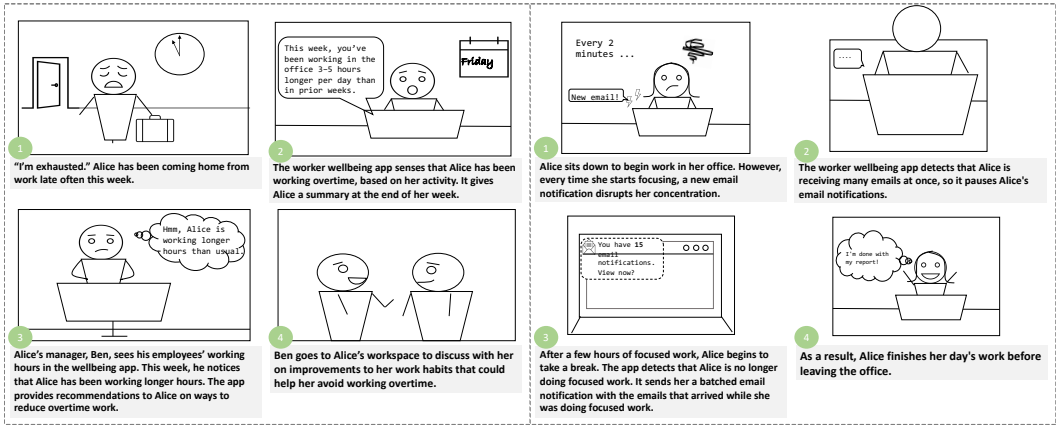 This week, you've
been working in the
office 3–5 hours
longer per day than
in prior weeks.
Friday
1
"I'm exhausted." Alice has been coming home from
work late often this week.
2
The worker wellbeing app senses that Alice has been
working overtime, based on her activity. It gives
Alice a summary at the end of her week.
Hmm, Alice is
working longer
hours than usual.
3
Alice's manager, Ben, sees his employees' working
hours in the wellbeing app. This week, he notices
that Alice has been working longer hours. The app
provides recommendations to Alice on ways to
reduce overtime work.
4
Ben goes to Alice's workspace to discuss with her
on improvements to her work habits that could
help her avoid working overtime.
Every 2
minutes ...
New email!
1
Alice sits down to begin work in her office. However,
every time she starts focusing, a new email
notification disrupts her concentration.
....
2
The worker wellbeing app detects that Alice is
receiving many emails at once, so it pauses Alice's
email notifications.
You have 15
email
notifications.
View now?
3
After a few hours of focused work, Alice begins to
take a break. The app detects that Alice is no longer
doing focused work. It sends her a batched email
notification with the emails that arrived while she
was doing focused work.
I'm done with
my report!
4
As a result, Alice finishes her day's work before
leaving the office.